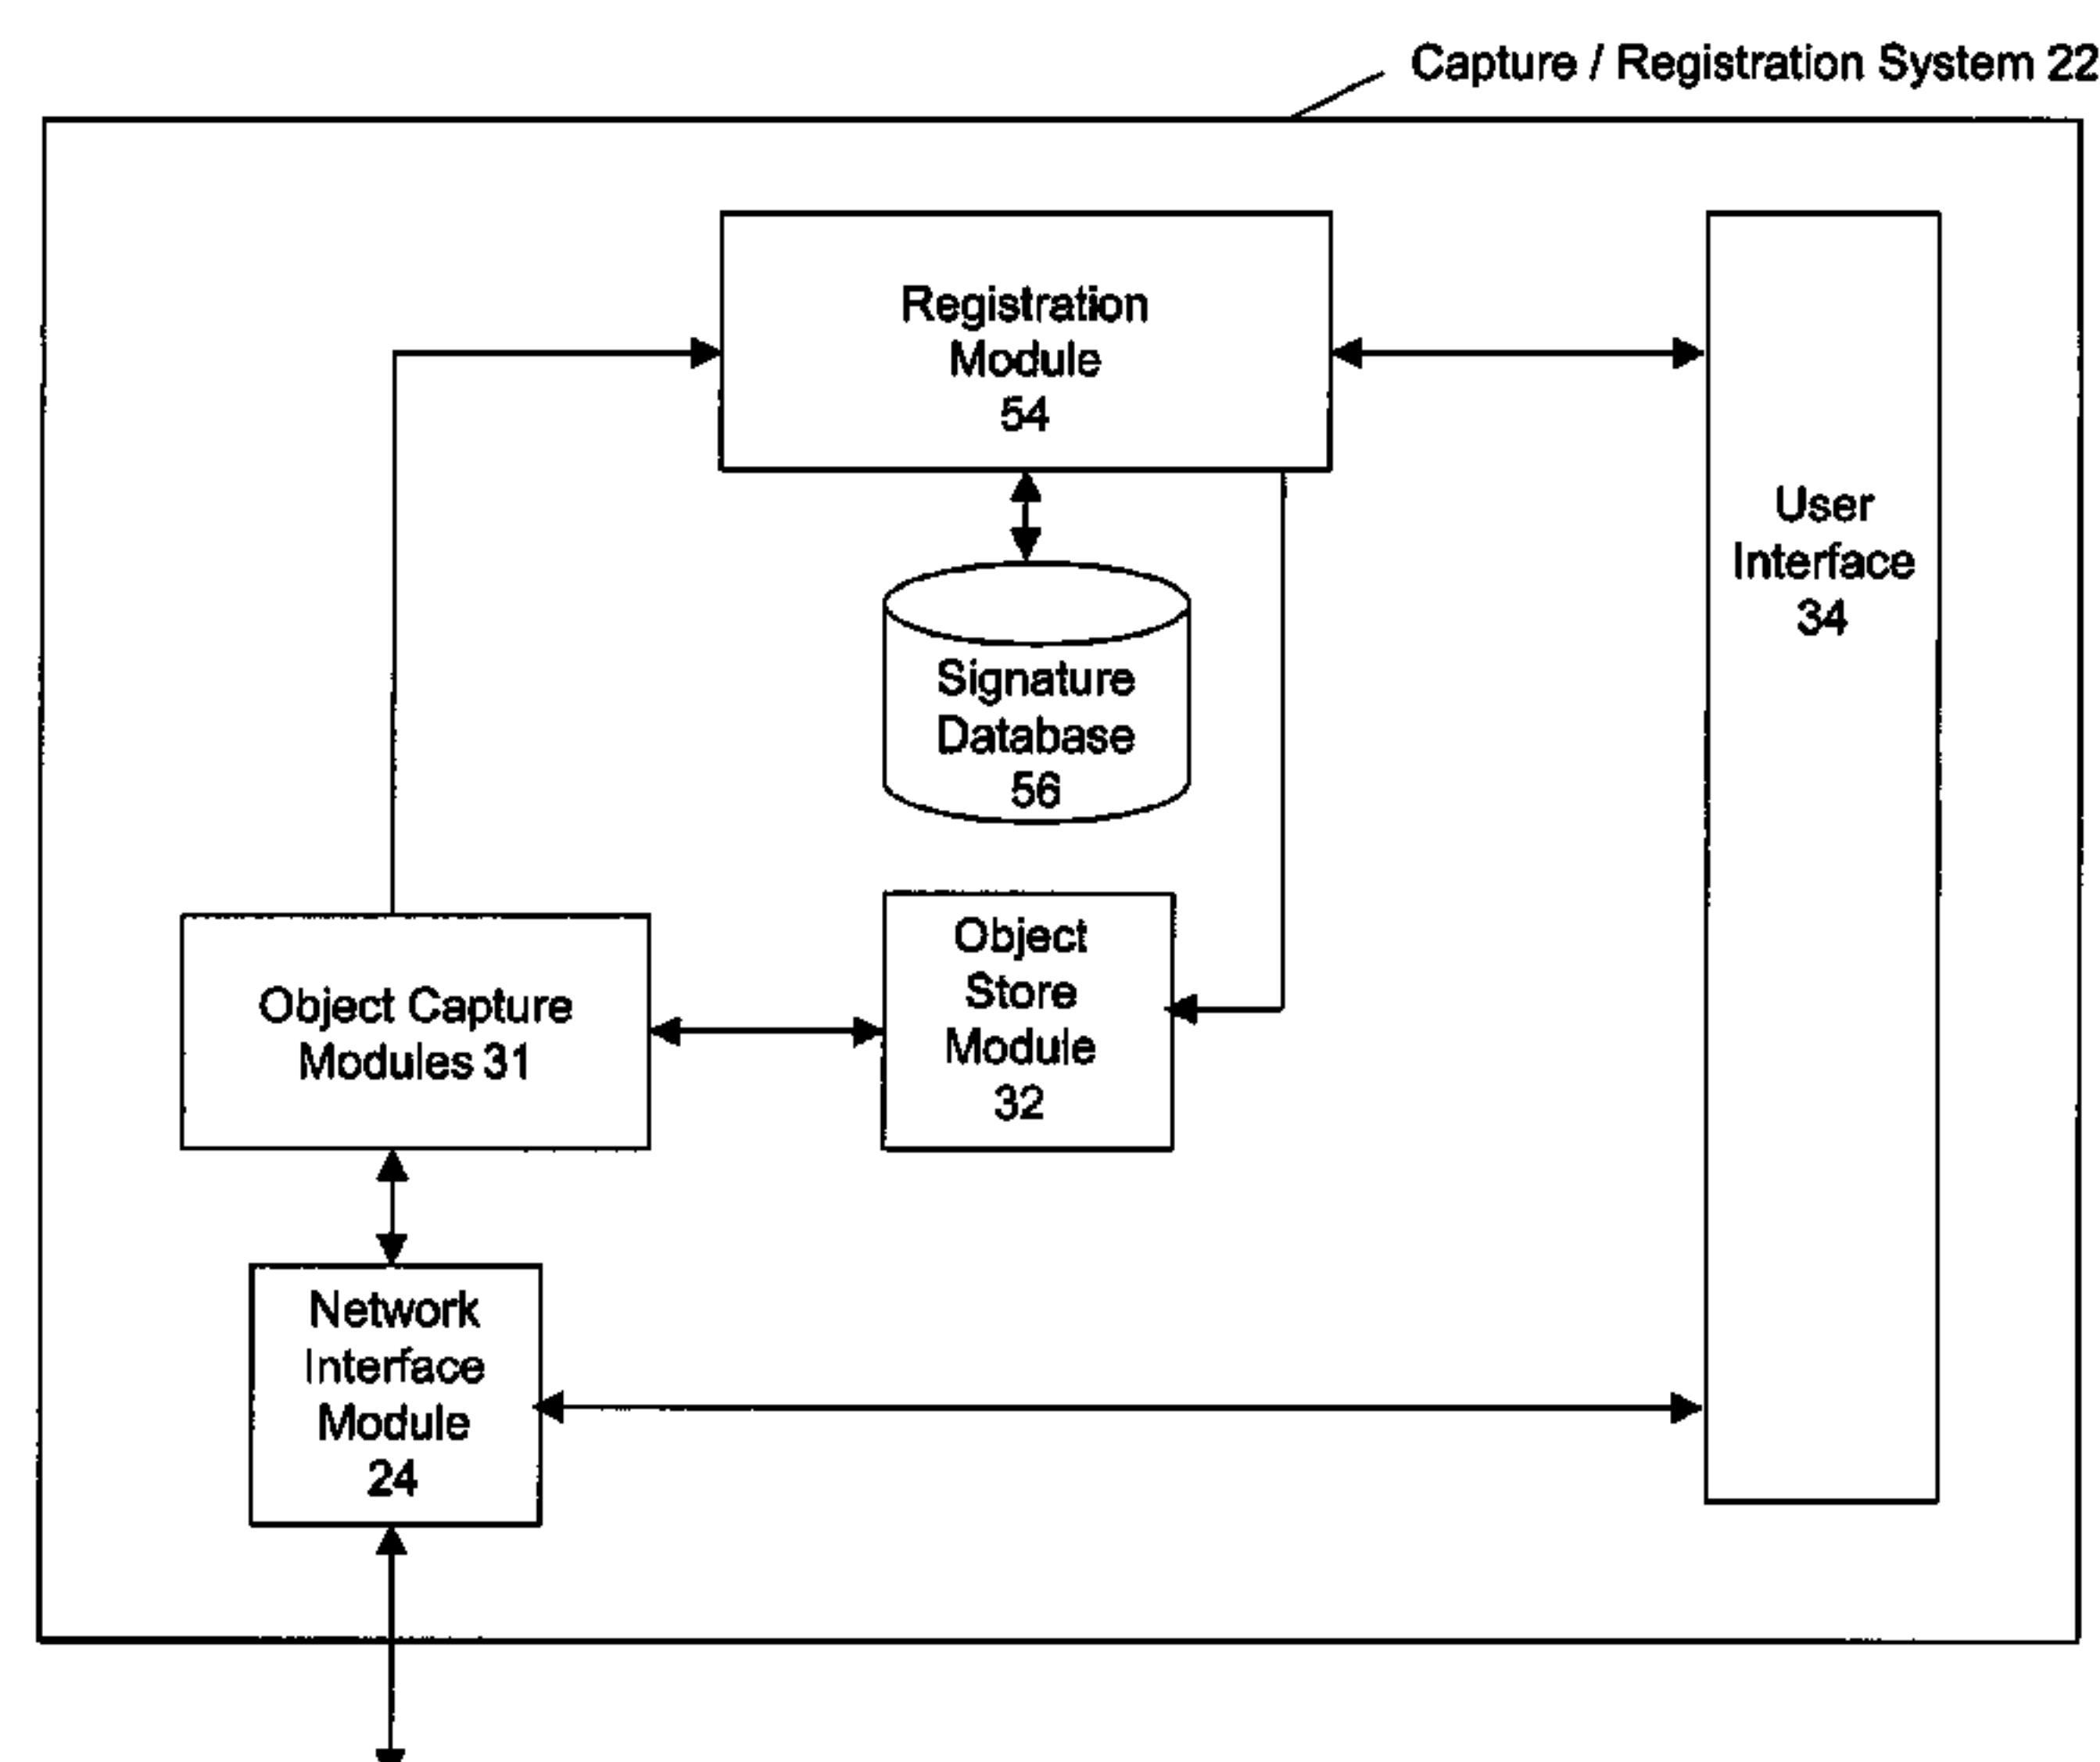 Capture / Registration System 22
Registration
Module
54
User
Interface
34
Signature
Database
56
Object
Store
Module
32
Object Capture
Modules 31
Network
Interface
Module
24